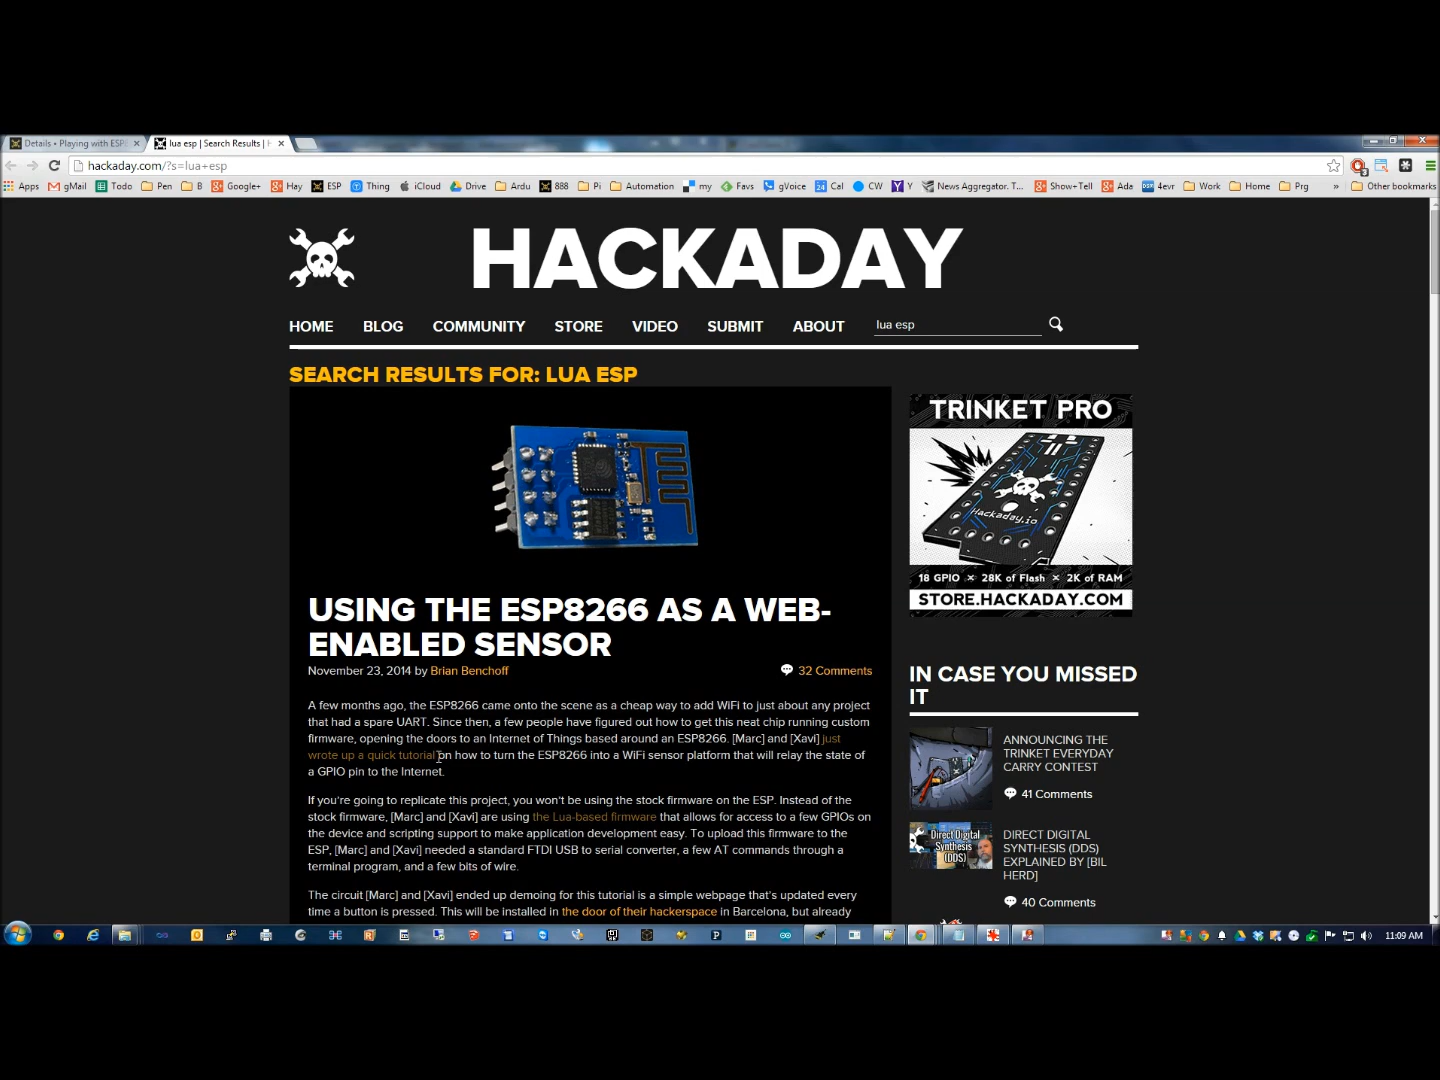 Details • Playing with ESP
lua esp | Search Results | H
hackaday.com/?s=lua+esp
Apps gMail Todo Pen B Google+ Hay ESP Thing iCloud Drive Ardu 888 Pi Automation my Favs gVoice Cal CW Y News Aggregator. T... Show+Tell Ada 4evr Work Home Prg » Other bookmarks
HACKADAY
HOME BLOG COMMUNITY STORE VIDEO SUBMIT ABOUT lua esp
SEARCH RESULTS FOR: LUA ESP
USING THE ESP8266 AS A WEB-
ENABLED SENSOR
November 23, 2014 by Brian Benchoff 32 Comments
A few months ago, the ESP8266 came onto the scene as a cheap way to add WiFi to just about any project
that had a spare UART. Since then, a few people have figured out how to get this neat chip running custom
firmware, opening the doors to an Internet of Things based around an ESP8266. [Marc] and [Xavi] just
wrote up a quick tutorial on how to turn the ESP8266 into a WiFi sensor platform that will relay the state of
a GPIO pin to the Internet.
If you're going to replicate this project, you won't be using the stock firmware on the ESP. Instead of the
stock firmware, [Marc] and [Xavi] are using the Lua-based firmware that allows for access to a few GPIOs on
the device and scripting support to make application development easy. To upload this firmware to the
ESP, [Marc] and [Xavi] needed a standard FTDI USB to serial converter, a few AT commands through a
terminal program, and a few bits of wire.
The circuit [Marc] and [Xavi] ended up demoing for this tutorial is a simple webpage that's updated every
time a button is pressed. This will be installed in the door of their hackerspace in Barcelona, but already
TRINKET PRO
Hackaday.io
18 GPIO × 28K of Flash × 2K of RAM
STORE.HACKADAY.COM
IN CASE YOU MISSED
IT
ANNOUNCING THE
TRINKET EVERYDAY
CARRY CONTEST
41 Comments
Direct Digital
Synthesis
(DDS)
DIRECT DIGITAL
SYNTHESIS (DDS)
EXPLAINED BY [BIL
HERD]
40 Comments
11:09 AM